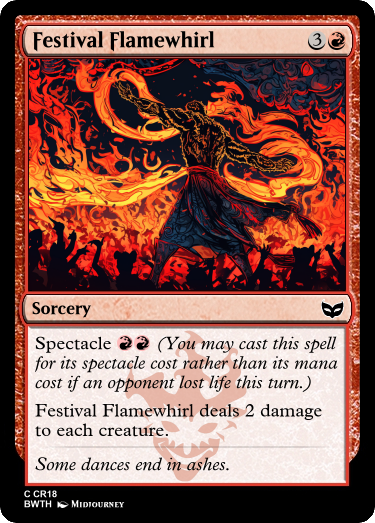 Festival Flamewhirl 3
Sorcery
Spectacle (You may cast this spell
for its spectacle cost rather than its mana
cost if an opponent lost life this turn.)
Festival Flamewhirl deals 2 damage
to each creature.
Some dances end in ashes.
C CR18
BWTH Midjourney